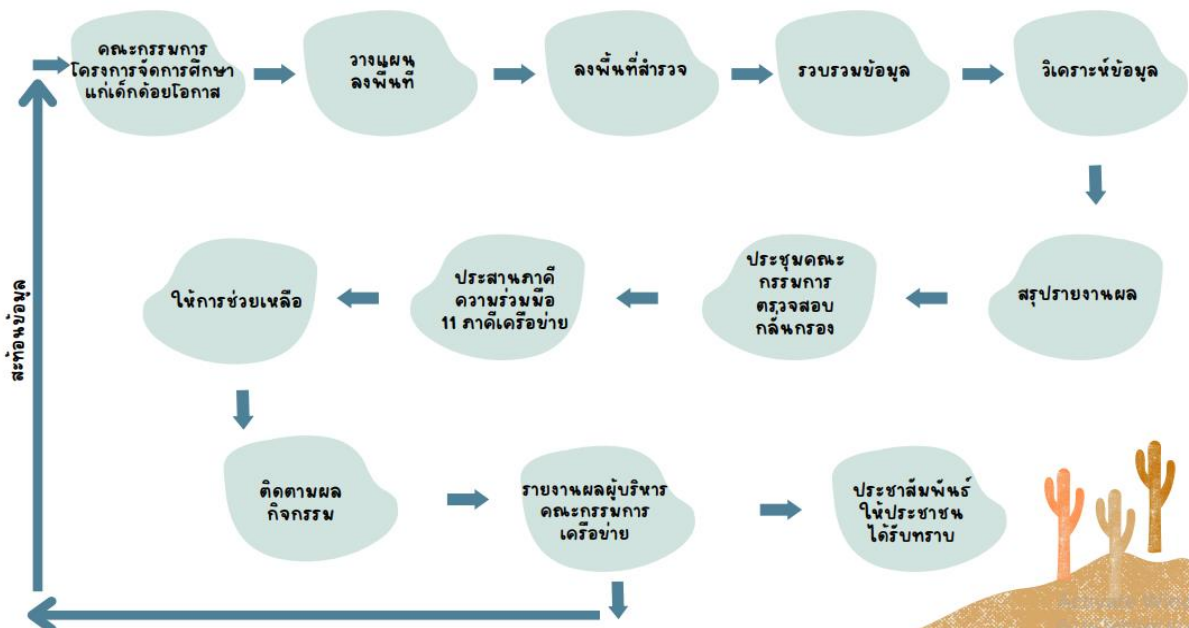 คณะกรรมการ
โครงการจัดการศึกษา
แก่เด็กด้อยโอกาส
วางแผน
ลงพื้นที่
ลงพื้นที่สำรวจ
รวบรวมข้อมูล
วิเคราะห์ข้อมูล
ให้การช่วยเหลือ
ประสานภาคี
ความร่วมมือ
11 ภาคีเครือข่าย
ประชุมคณะ
กรรมการ
ตรวจสอบ
กลั่นกรอง
สรุปรายงานผล
สะท้อนข้อมูล
ติดตามผล
กิจกรรม
รายงานผลผู้บริหาร
คณะกรรมการ
เครือข่าย
ประชาสัมพันธ์
ให้ประชาชน
ได้รับทราบ